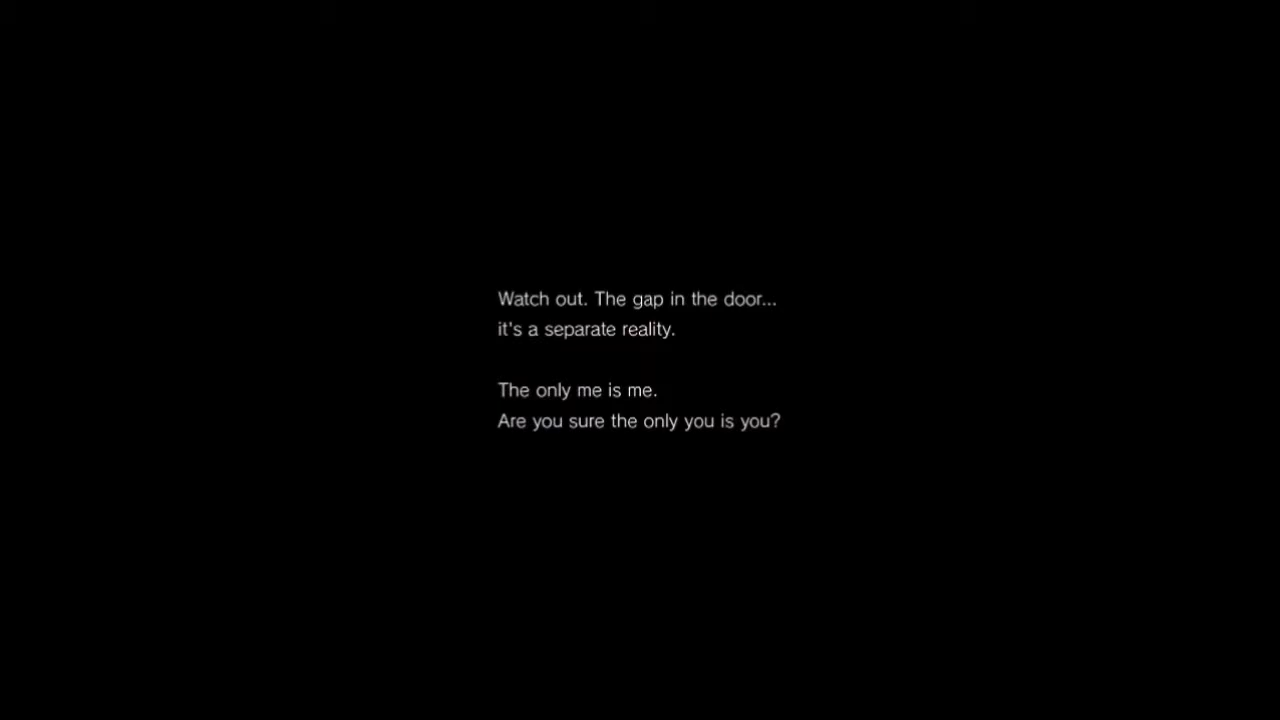 Watch out. The gap in the door...
it's a separate reality.
The only me is me.
Are you sure the only you is you?